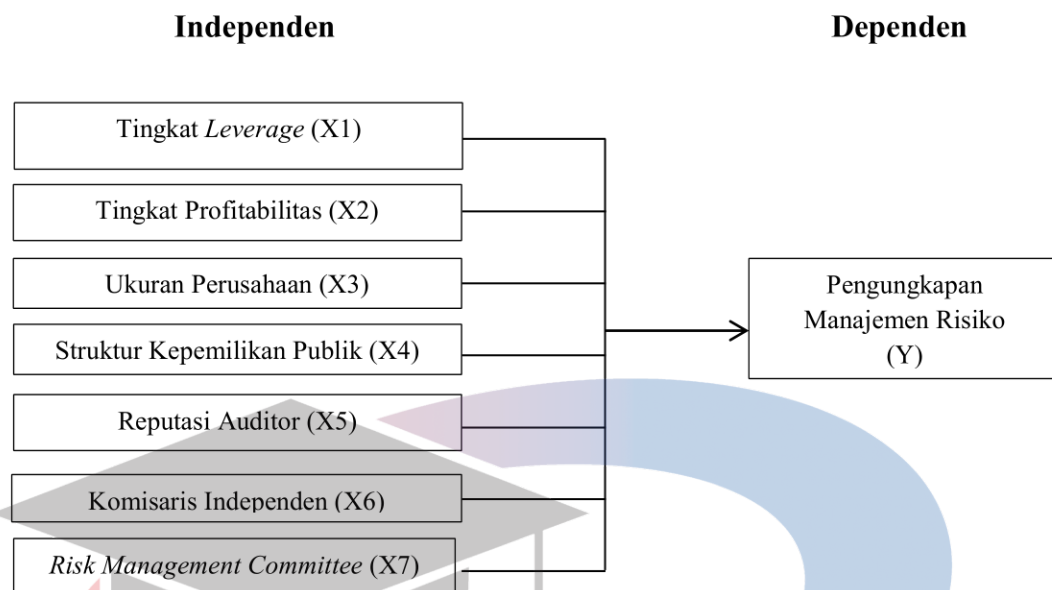 Independen
Dependen
Tingkat Leverage (X1)
Tingkat Profitabilitas (X2)
Ukuran Perusahaan (X3)
Struktur Kepemilikan Publik (X4)
Reputasi Auditor (X5)
Komisaris Independen (X6)
Risk Management Committee (X7)
Pengungkapan
Manajemen Risiko
(Y)